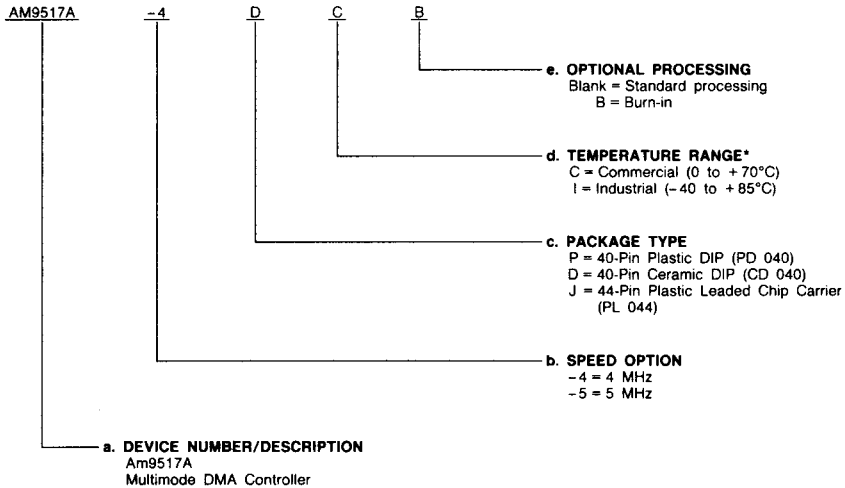 AM9517A -4 D C B
e. OPTIONAL PROCESSING
Blank = Standard processing
B = Burn-in
d. TEMPERATURE RANGE*
C = Commercial (0 to +70°C)
I = Industrial (-40 to +85°C)
c. PACKAGE TYPE
P = 40-Pin Plastic DIP (PD 040)
D = 40-Pin Ceramic DIP (CD 040)
J = 44-Pin Plastic Leaded Chip Carrier
(PL 044)
b. SPEED OPTION
-4 = 4 MHz
-5 = 5 MHz
a. DEVICE NUMBER/DESCRIPTION
Am9517A
Multimode DMA Controller